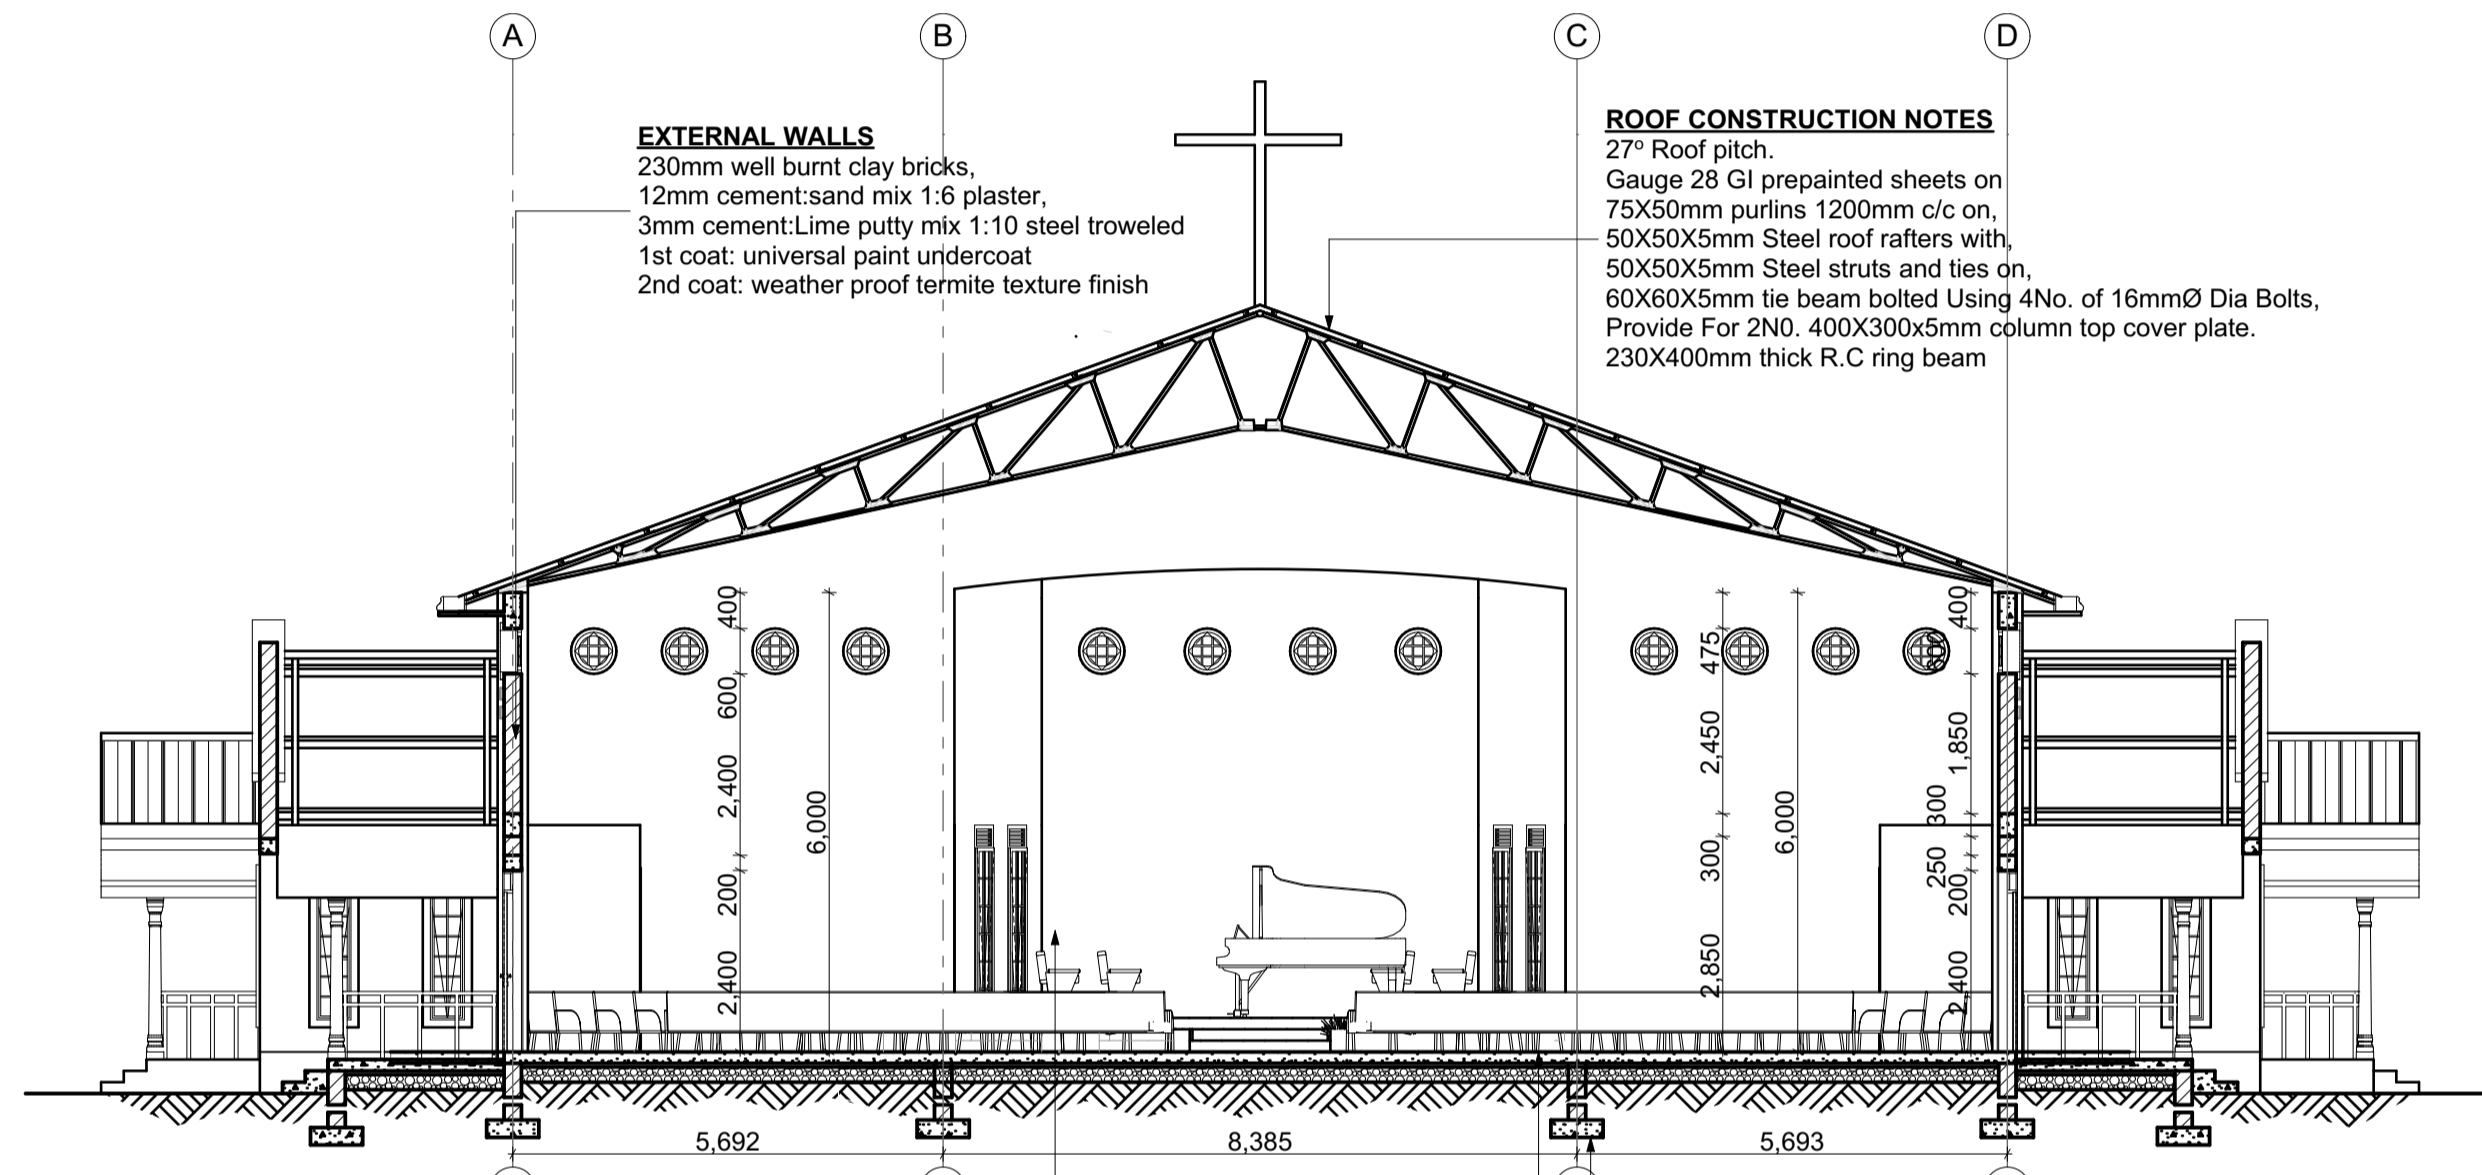 A
B
C
D
EXTERNAL WALLS
230mm well burnt clay bricks,
12mm cement:sand mix 1:6 plaster,
3mm cement:Lime putty mix 1:10 steel troweled
1st coat: universal paint undercoat
2nd coat: weather proof termite texture finish
ROOF CONSTRUCTION NOTES
27º Roof pitch.
Gauge 28 GI prepainted sheets on
75X50mm purlins 1200mm c/c on,
50X50X5mm Steel roof rafters with,
50X50X5mm Steel struts and ties on,
60X60X5mm tie beam bolted Using 4No. of 16mmØ Dia Bolts,
Provide For 2N0. 400X300x5mm column top cover plate.
230X400mm thick R.C ring beam
400
600
2,400
200
2,400
6,000
475
2,450
300
2,850
6,000
400
600
1,850
300
250
200
2,400
5,692
8,385
5,693